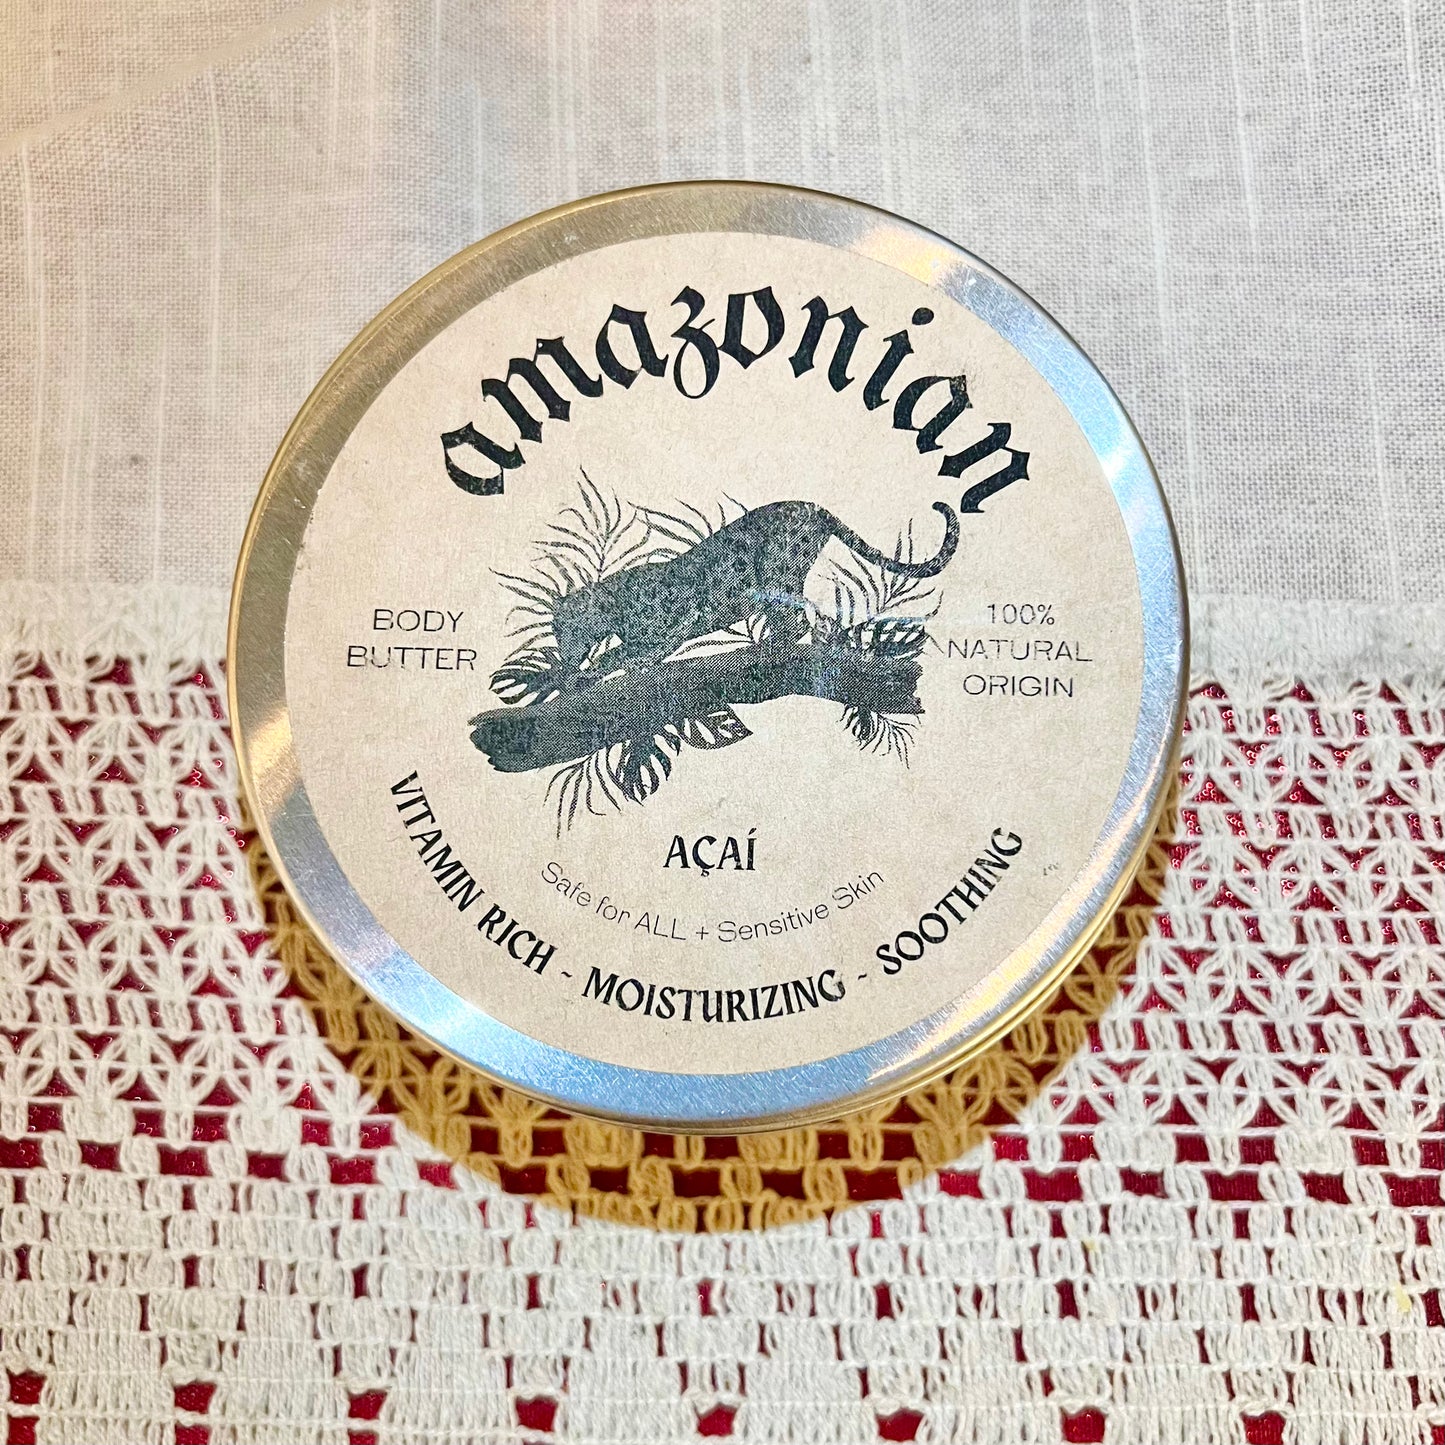 amazonian
BODY
BUTTER
100%
NATURAL
ORIGIN
AÇAÍ
Safe for ALL + Sensitive Skin
VITAMIN RICH ~ MOISTURIZING ~ SOOTHING